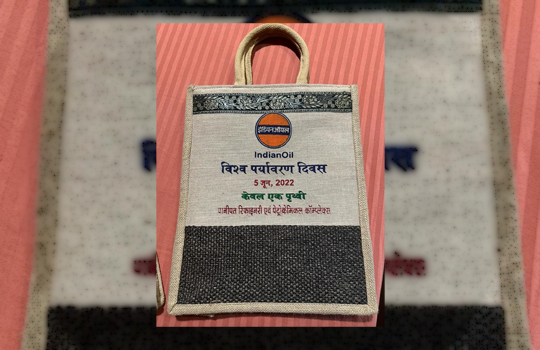 इंडियनऑयल
IndianOil
विश्व पर्यावरण दिवस
5 जून, 2022
केवल एक पृथ्वी
पानीपत रिफाइनरी एवं पेट्रोकेमिकल कॉम्प्लेक्स